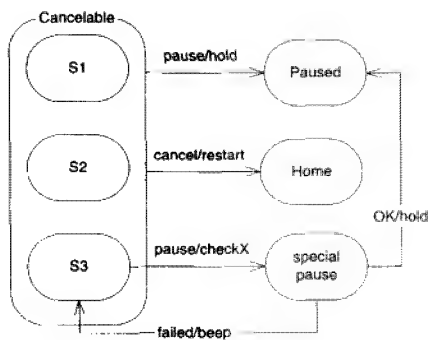 Cancelable
S1
pause/hold
Paused
S2
cancel/restart
Home
OK/hold
S3
pause/checkX
special
pause
failed/beep